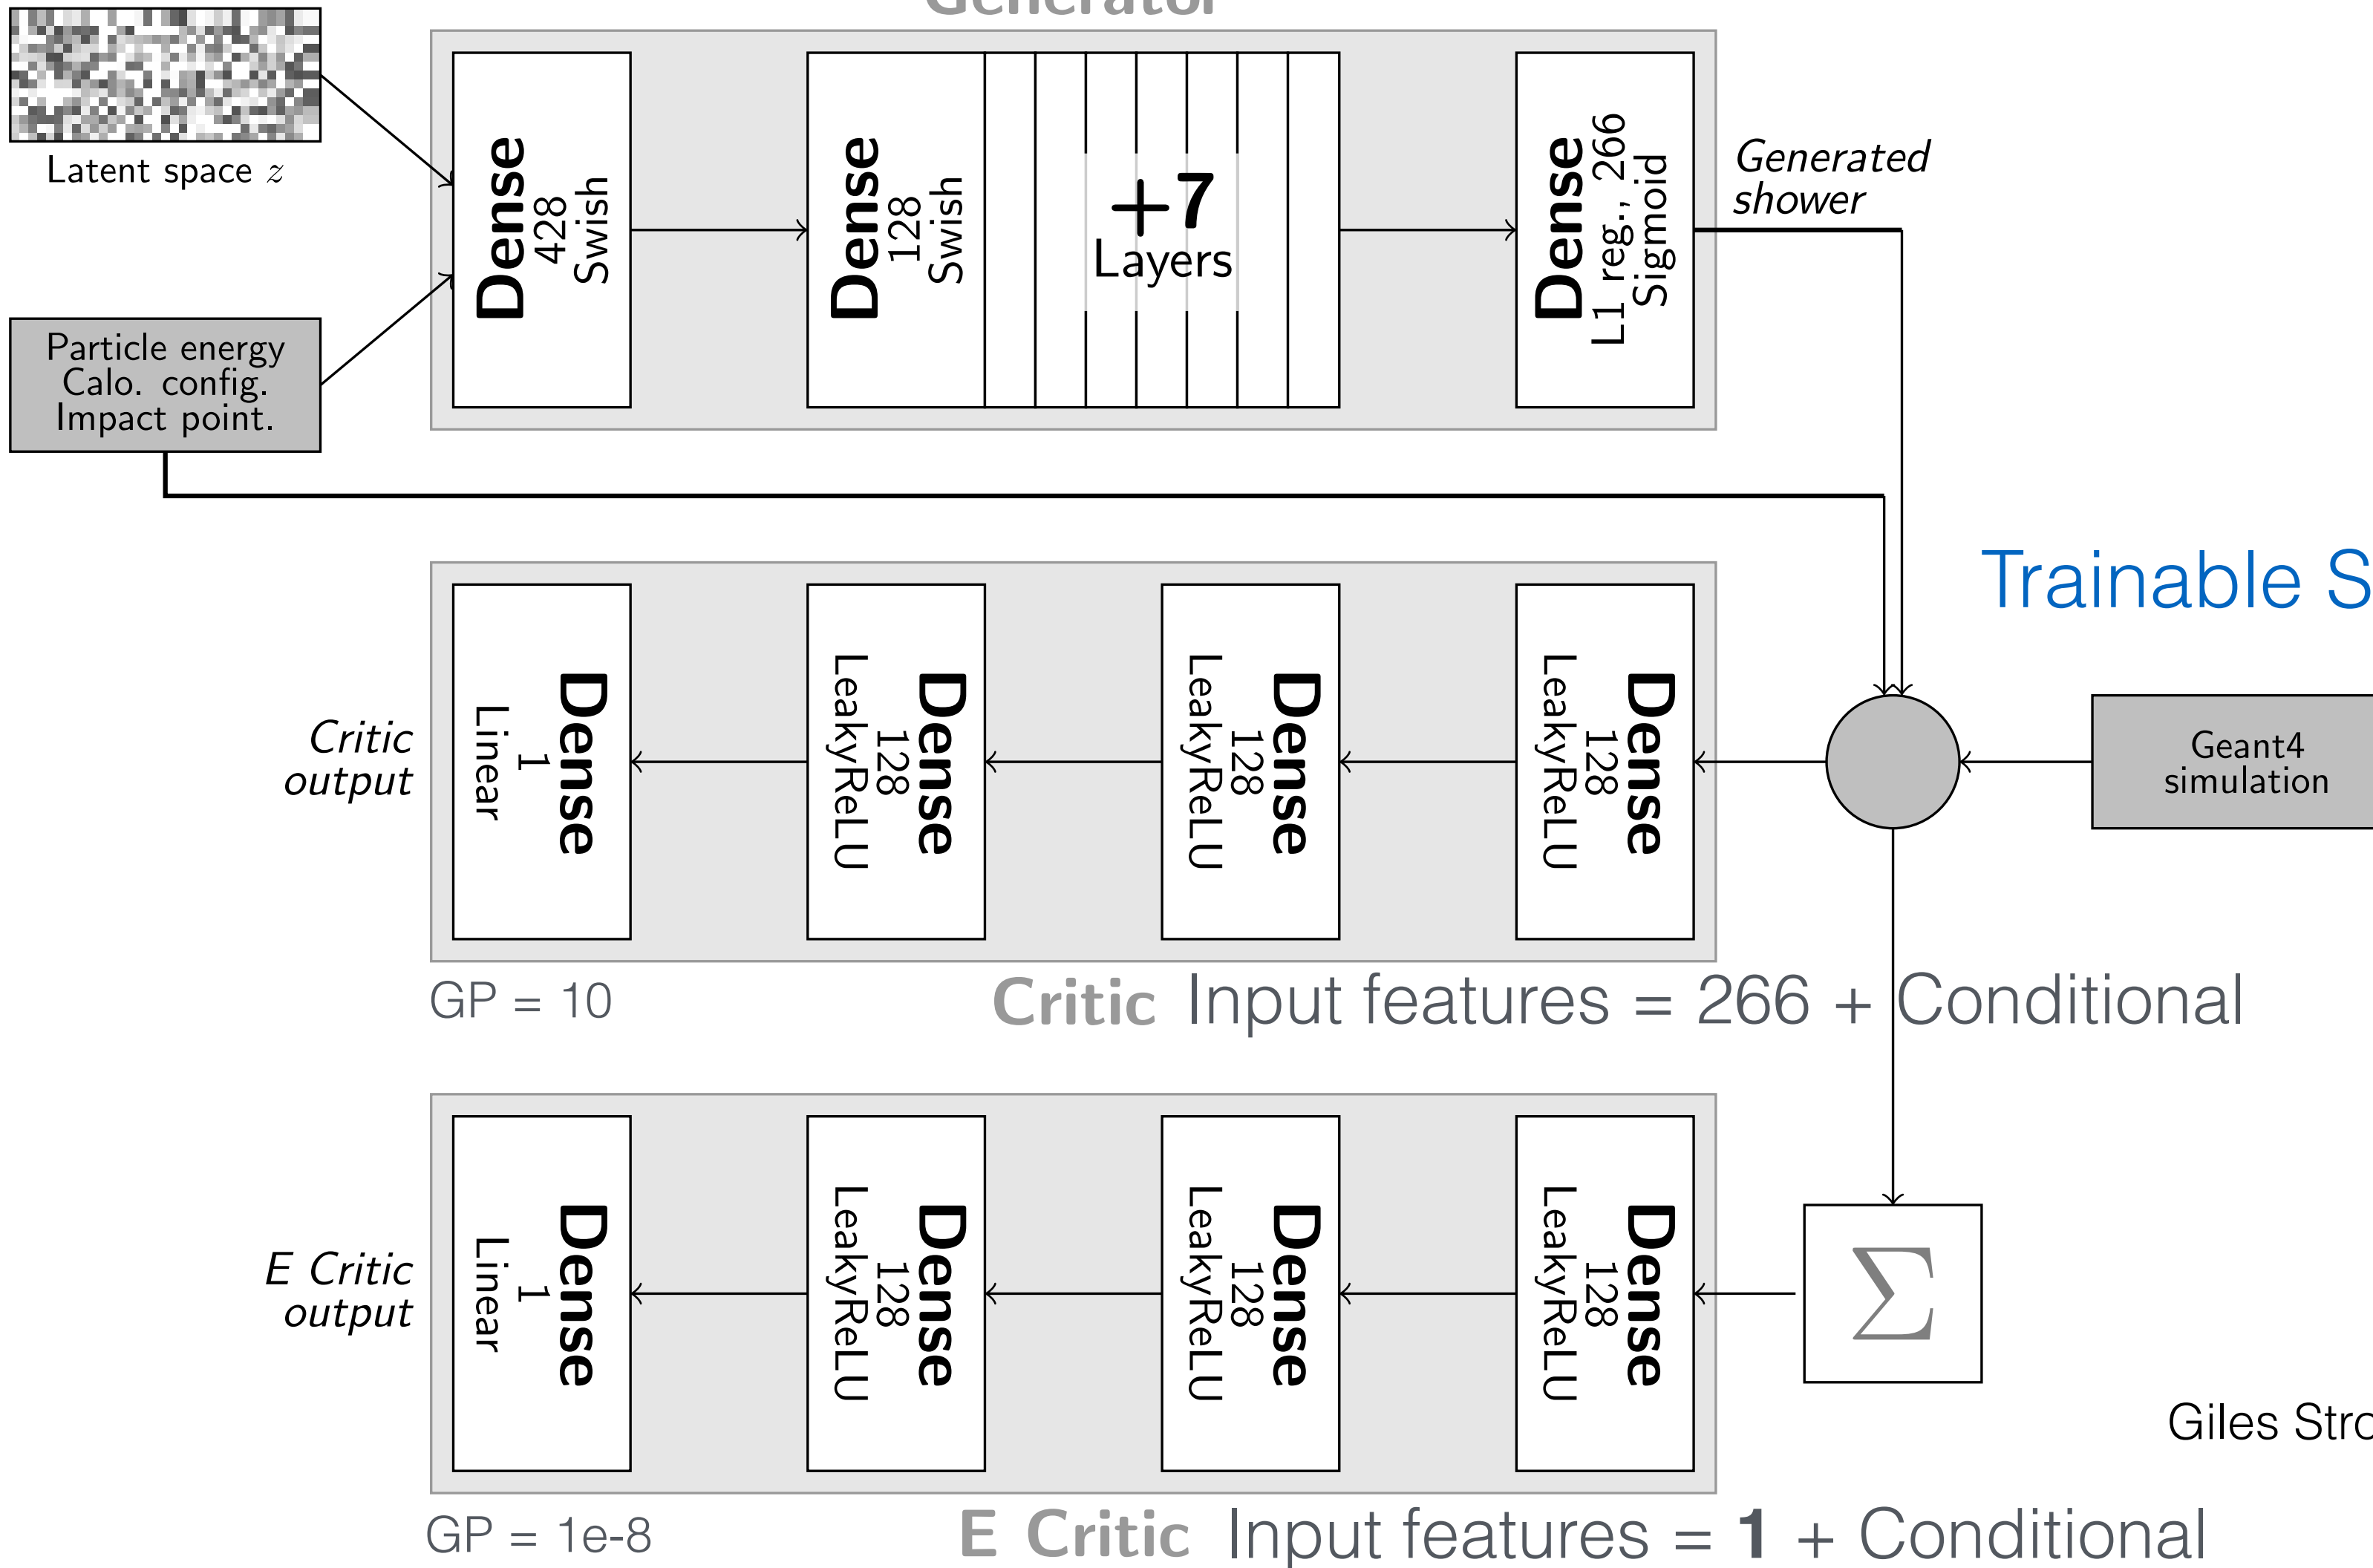 Generator
Latent space z
Particle energy
Calo. config.
Impact point.
Dense
428
Swish
Dense
128
Swish
+7
Layers
Dense
L1 reg., 266
Sigmoid
Generated
shower
Trainable S
Critic
output
Dense
1
Linear
Dense
128
LeakyReLU
Dense
128
LeakyReLU
Dense
128
LeakyReLU
Geant4
simulation
GP = 10
Critic Input features = 266 + Conditional
E Critic
output
Dense
1
Linear
Dense
128
LeakyReLU
Dense
128
LeakyReLU
Dense
128
LeakyReLU
Σ
Giles Stro
GP = 1e-8
E Critic Input features = 1 + Conditional